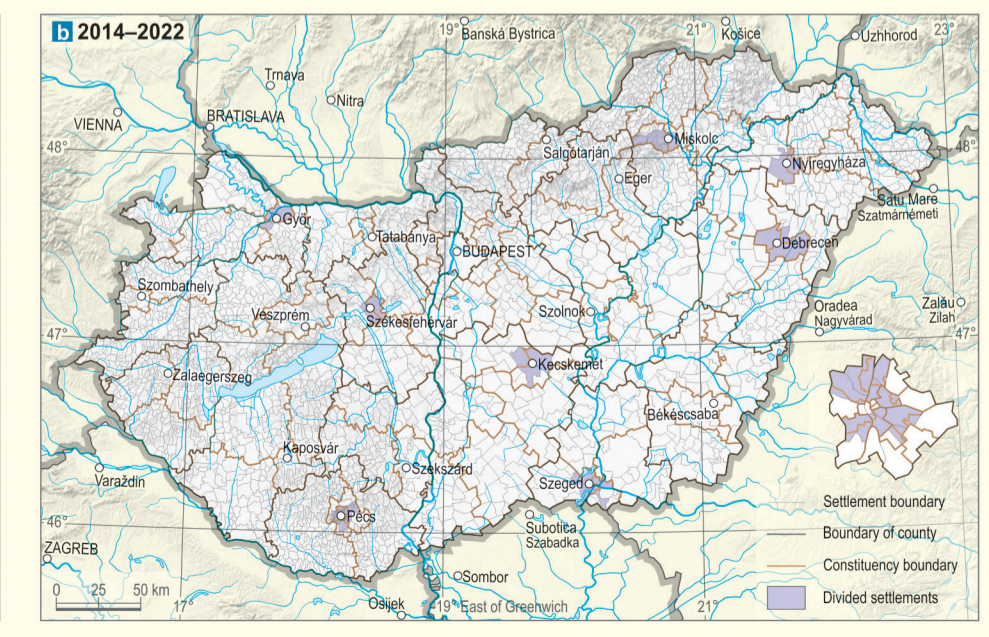 b 2014–2022
19°
Banská Bystrica
21°
Košice
Uzhhorod
23°
Trnava
Nitra
VIENNA
BRATISLAVA
48°
Salgótarján
Miskolc
Eger
Nyíregyháza
48°
Satu Mare
Szatmárnémeti
Győr
Tatabánya
BUDAPEST
Debrecen
Szombathely
Veszprém
Székesfehérvár
Szolnok
Oradea
Nagyvárad
Zalău
Zilah
47°
47°
Zalaegerszeg
Kecskemét
Békéscsaba
Kaposvár
Szekszárd
Varaždin
Szeged
Pécs
46°
Subotica
Szabadka
ZAGREB
Sombor
0 25 50 km
17°
Osijek
19° East of Greenwich
21°
Settlement boundary
Boundary of county
Constituency boundary
Divided settlements